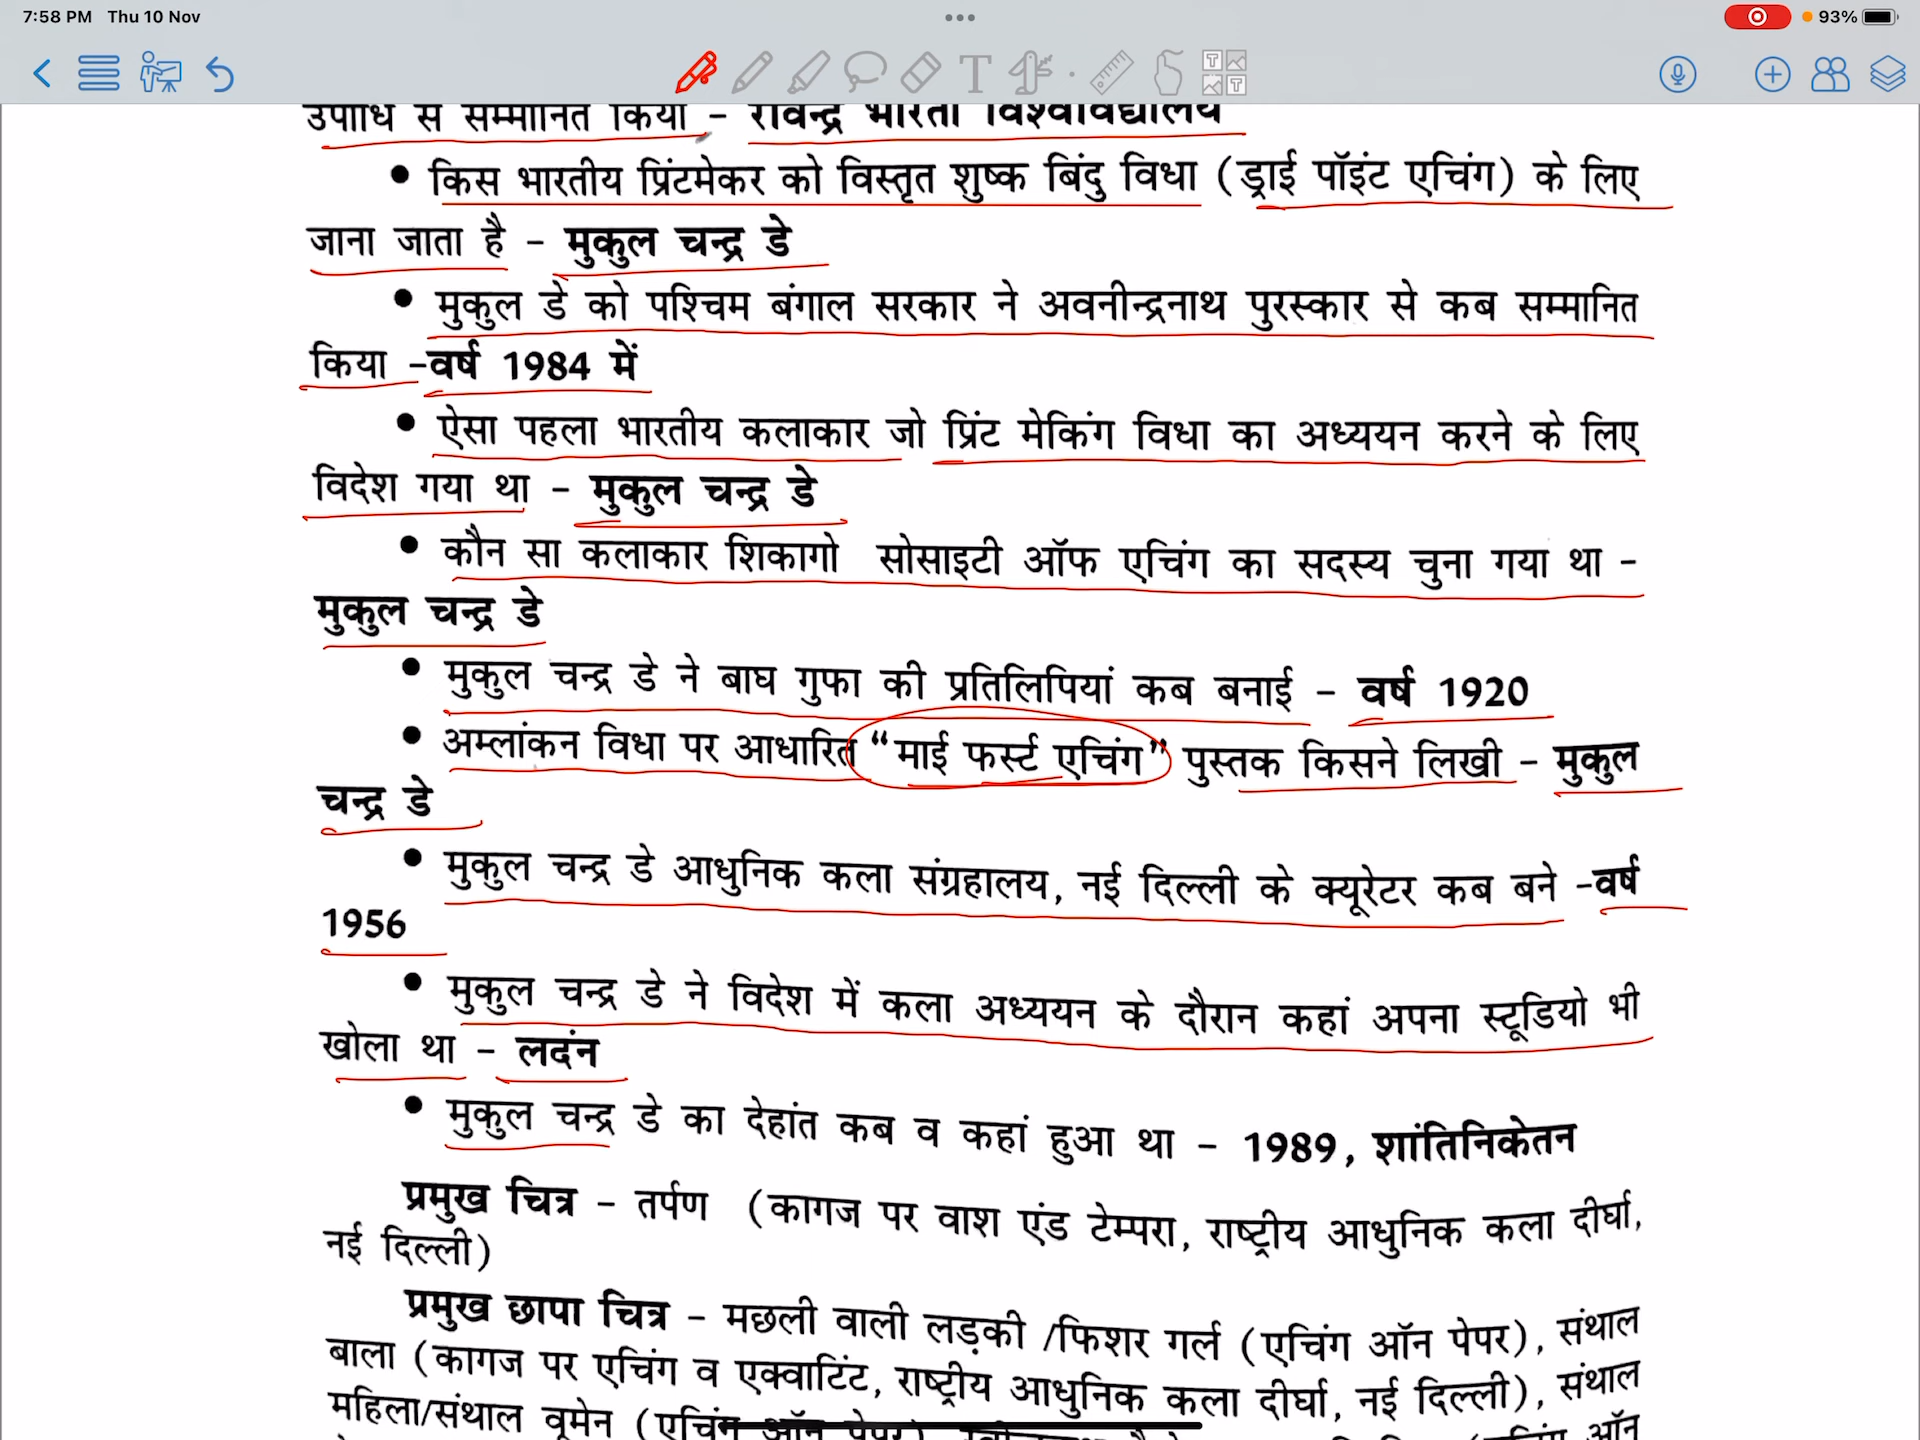 7:58 PM Thu 10 Nov
93%
उपाधि से सम्मानित किया - रविन्द्र भारती विश्वविद्यालय
• किस भारतीय प्रिंटमेकर को विस्तृत शुष्क बिंदु विधा (ड्राई पॉइंट एचिंग) के लिए
जाना जाता है - मुकुल चन्द्र डे
• मुकुल डे को पश्चिम बंगाल सरकार ने अवनीन्द्रनाथ पुरस्कार से कब सम्मानित
किया -वर्ष 1984 में
• ऐसा पहला भारतीय कलाकार जो प्रिंट मेकिंग विधा का अध्ययन करने के लिए
विदेश गया था - मुकुल चन्द्र डे
• कौन सा कलाकार शिकागो सोसाइटी ऑफ एचिंग का सदस्य चुना गया था -
मुकुल चन्द्र डे
• मुकुल चन्द्र डे ने बाघ गुफा की प्रतिलिपियां कब बनाई - वर्ष 1920
• अम्लांकन विधा पर आधारित “माई फर्स्ट एचिंग” पुस्तक किसने लिखी - मुकुल
चन्द्र डे
• मुकुल चन्द्र डे आधुनिक कला संग्रहालय, नई दिल्ली के क्यूरेटर कब बने -वर्ष
1956
• मुकुल चन्द्र डे ने विदेश में कला अध्ययन के दौरान कहां अपना स्टूडियो भी
खोला था - लदंन
• मुकुल चन्द्र डे का देहांत कब व कहां हुआ था - 1989, शांतिनिकेतन
प्रमुख चित्र - तर्पण (कागज पर वाश एंड टेम्परा, राष्ट्रीय आधुनिक कला दीर्घा,
नई दिल्ली)
प्रमुख छापा चित्र - मछली वाली लड़की /फिशर गर्ल (एचिंग ऑन पेपर), संथाल
बाला (कागज पर एचिंग व एक्वाटिंट, राष्ट्रीय आधुनिक कला दीर्घा, नई दिल्ली), संथाल
महिला/संथाल वूमेन (एचिंग ऑन पेपर),